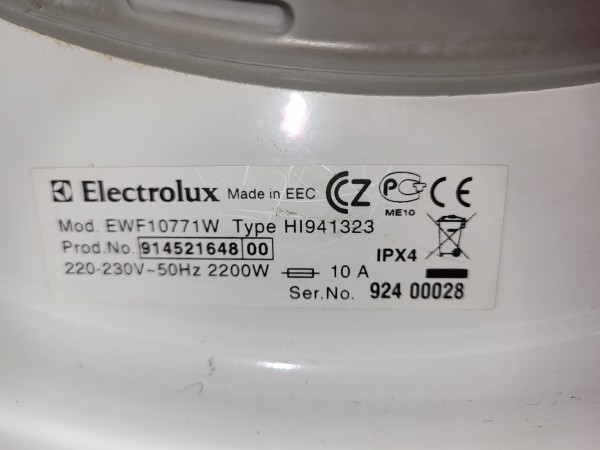 Electrolux Made in EEC CZ PC CE
ME10
Mod. EWF10771W Type HI941323
Prod.No. 914521648 00
IPX4
220-230V~50Hz 2200W 10 A
Ser.No. 924 00028